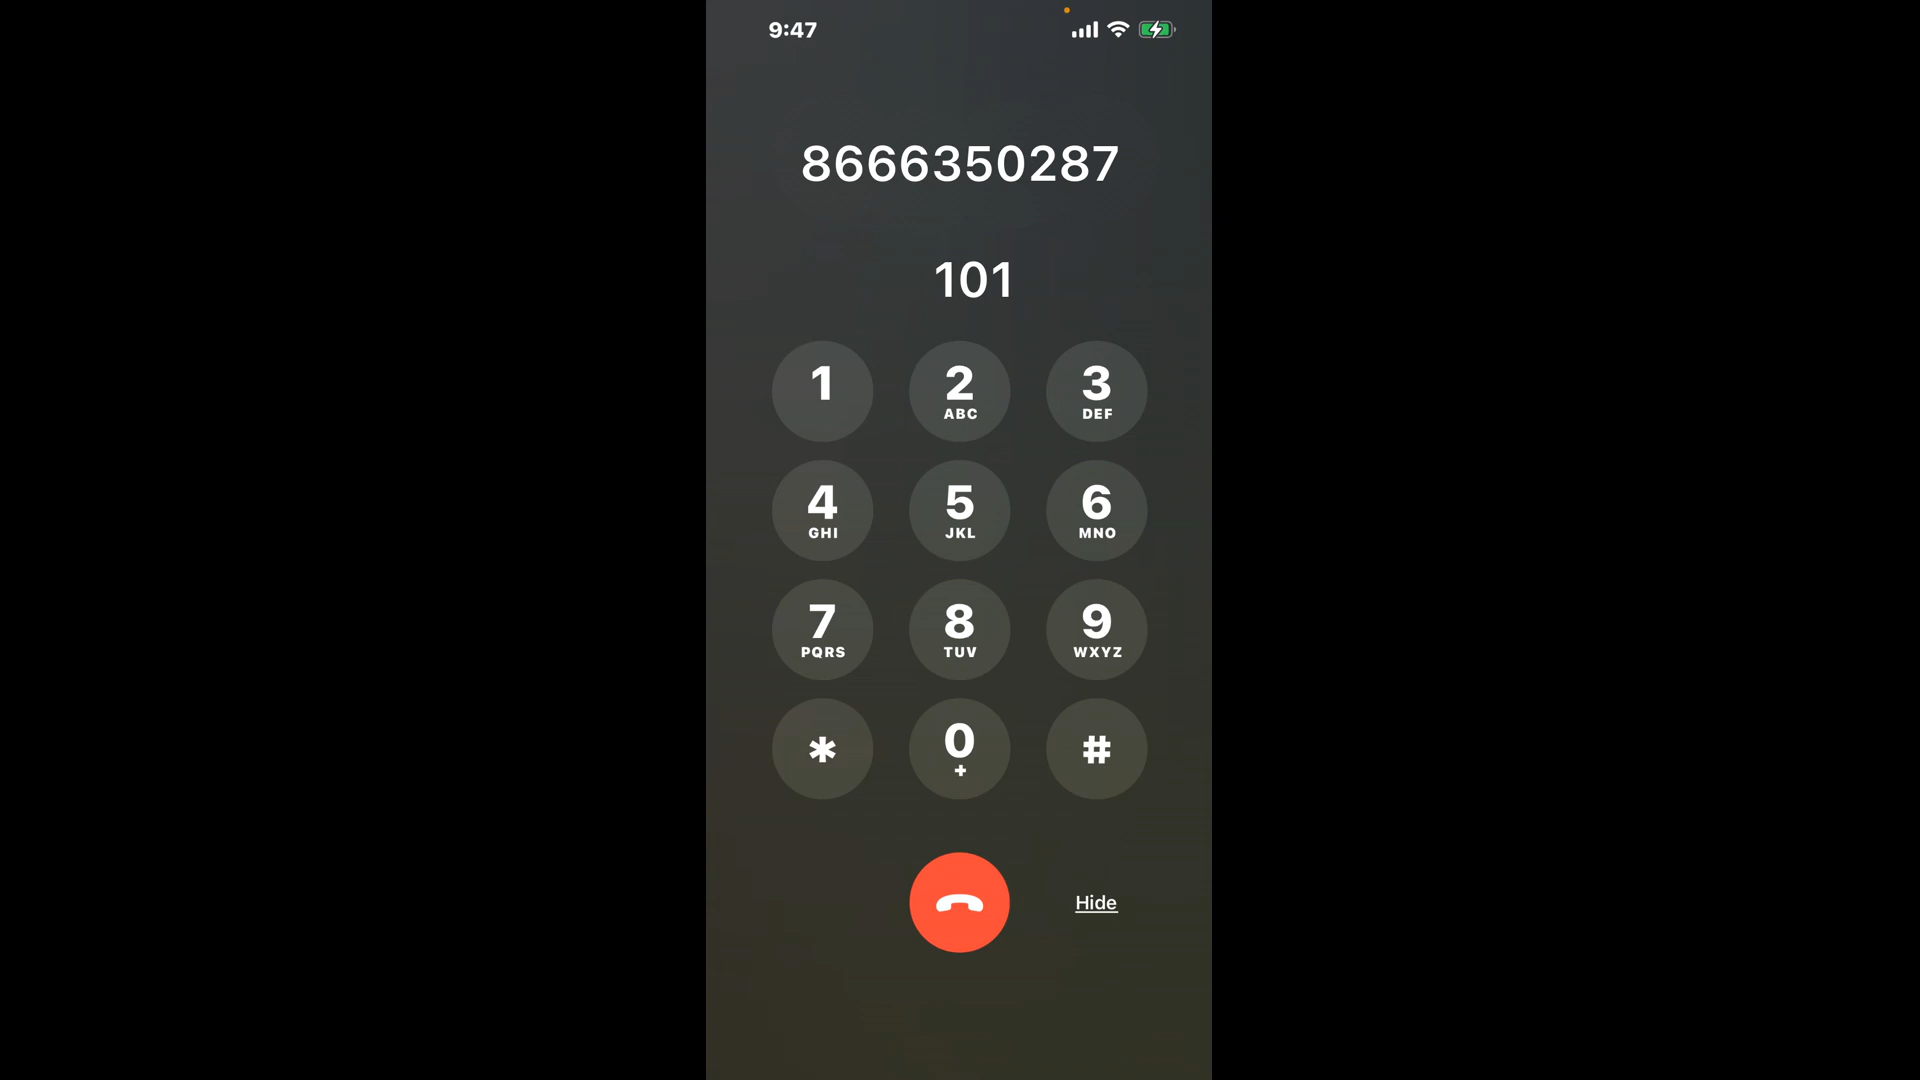 9:47
8666350287
101
1 2 3
ABC DEF
4 5 6
GHI JKL MNO
7 8 9
PQRS TUV WXYZ
* 0 #
+
Hide